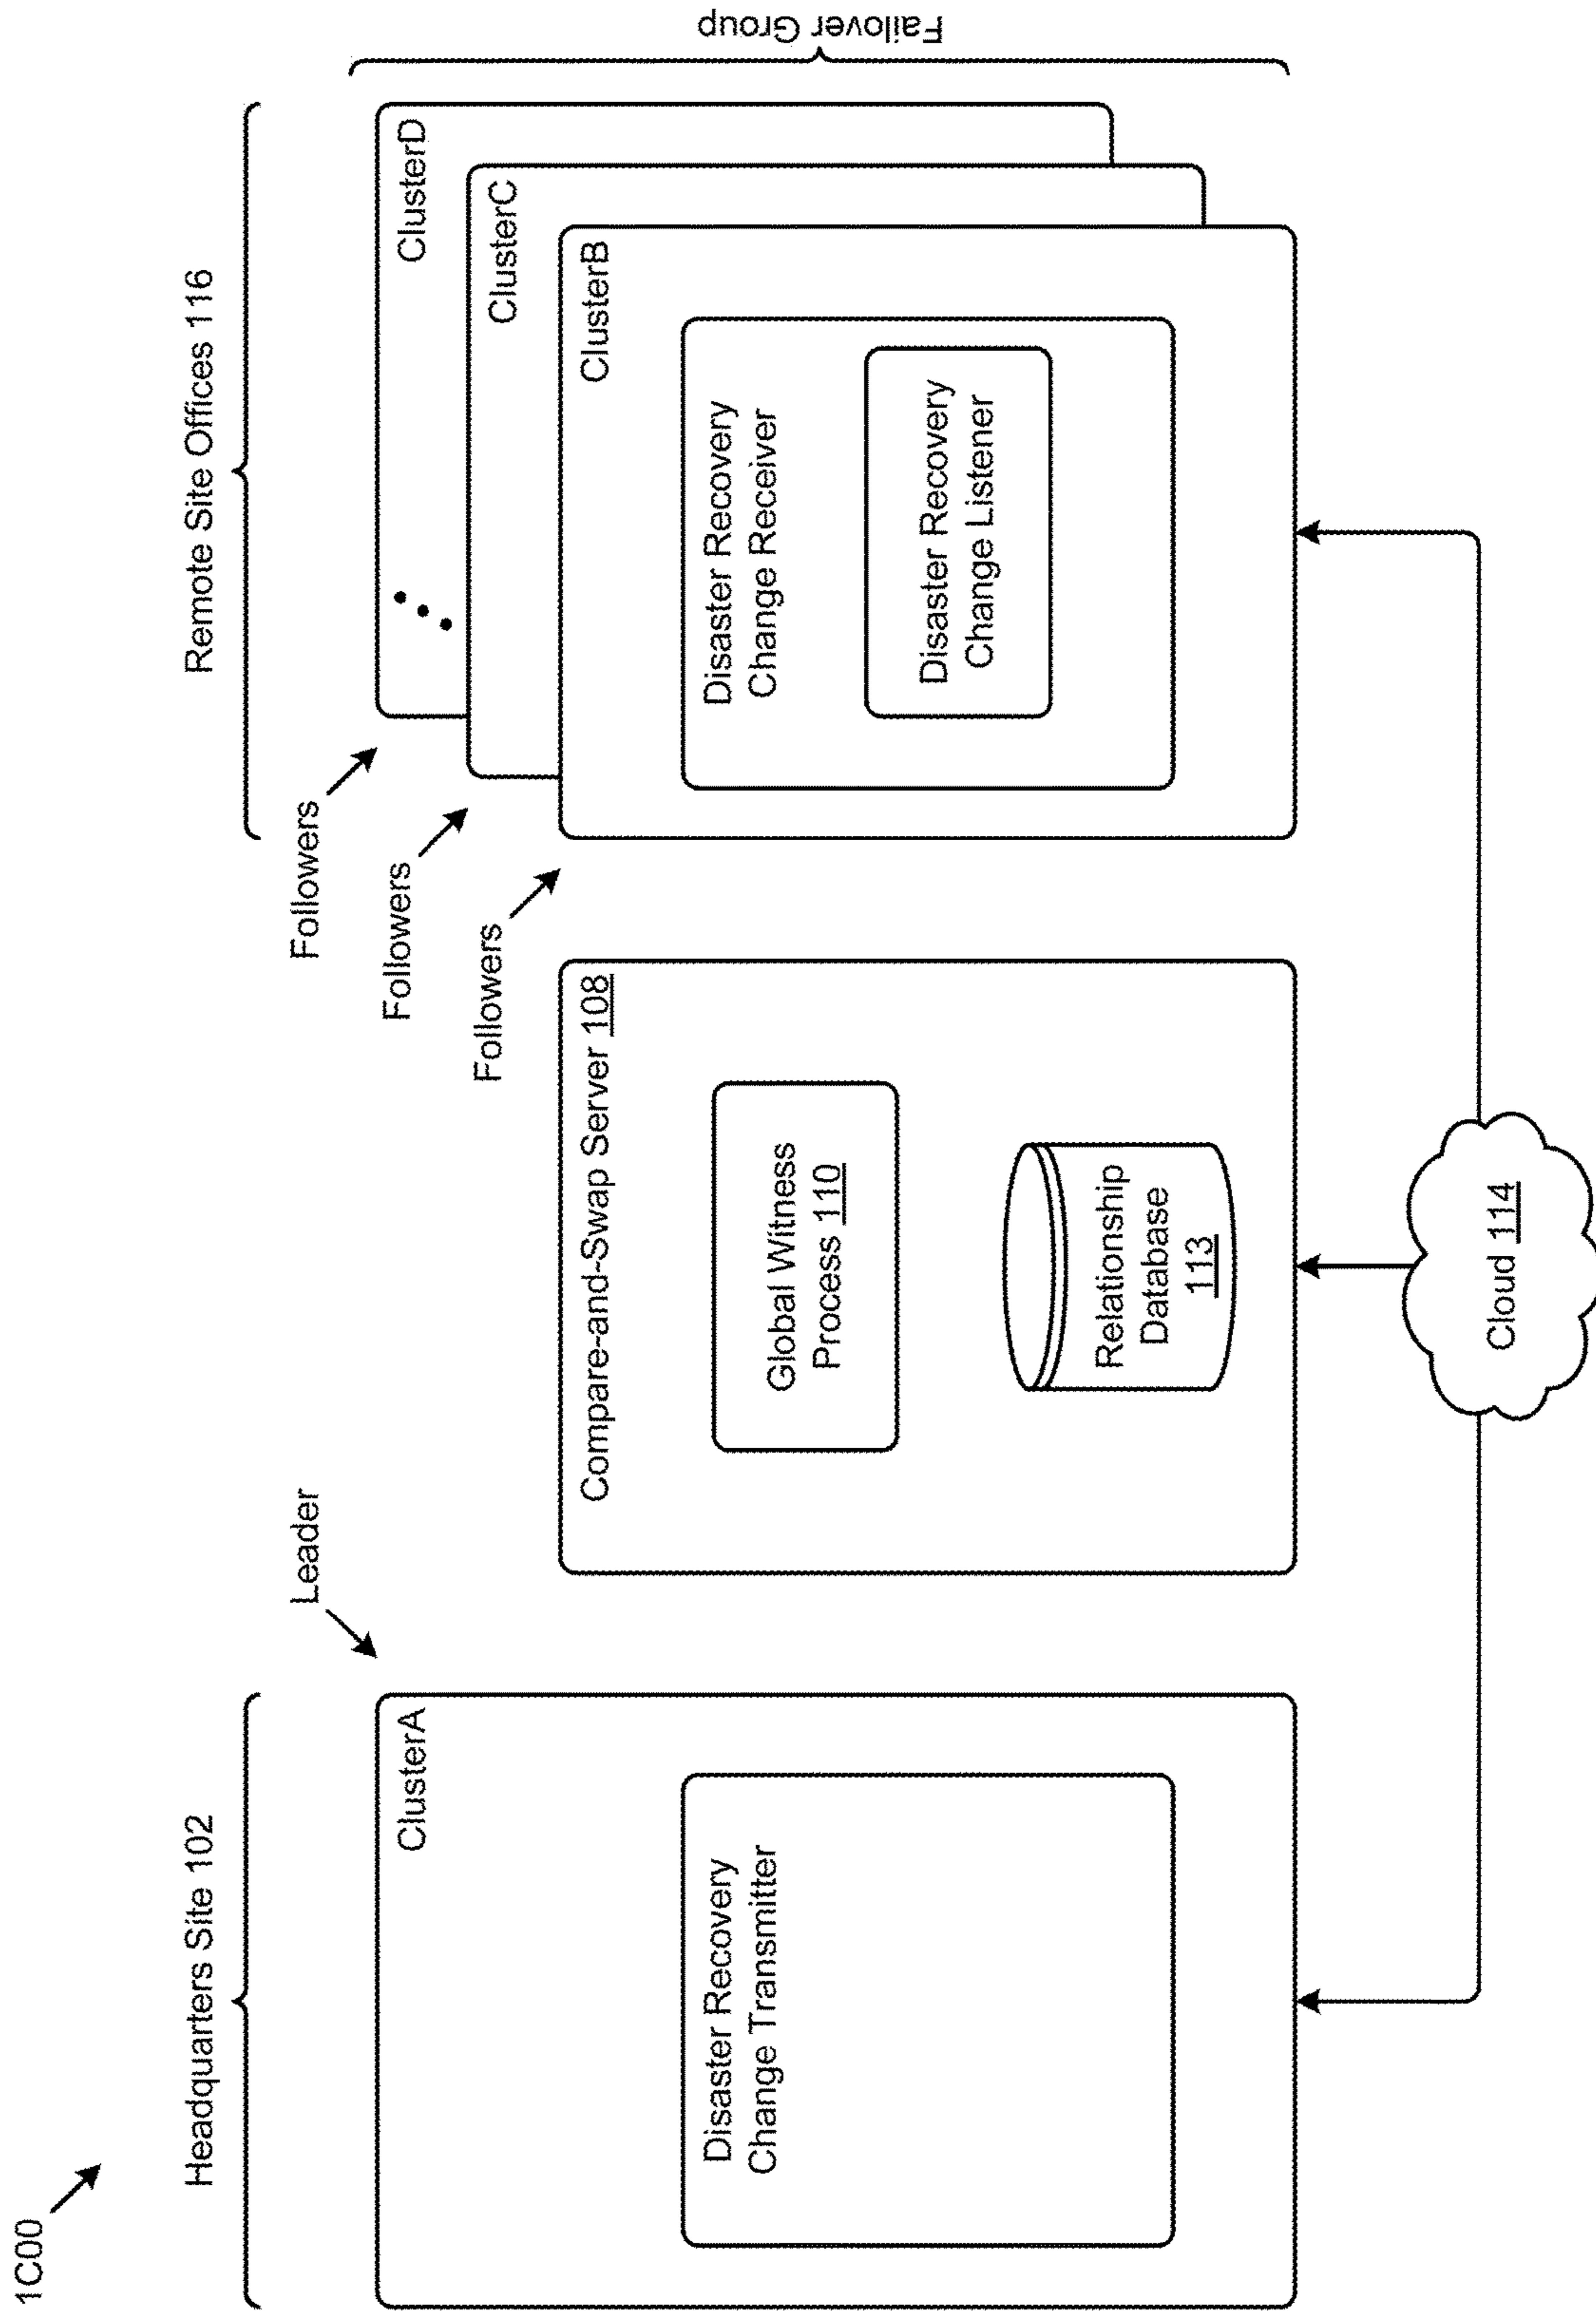 1C00
Headquarters Site 102
Remote Site Offices 116
Leader
Followers
Followers
Followers
ClusterA
Disaster Recovery
Change Transmitter
Compare-and-Swap Server 108
Global Witness
Process 110
Relationship
Database
113
ClusterD
ClusterC
ClusterB
Disaster Recovery
Change Receiver
Disaster Recovery
Change Listener
Failover Group
Cloud 114